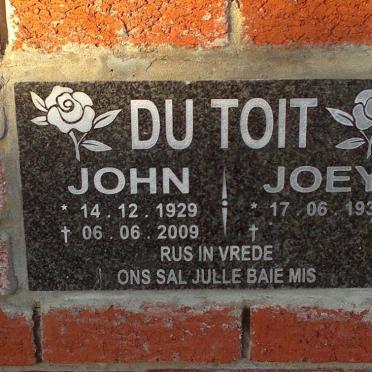 DU TOIT
JOHN JOEY
* 14 . 12 . 1929 * 17 . 06 . 193
† 06 . 06 . 2009 †
RUS IN VREDE
ONS SAL JULLE BAIE MIS